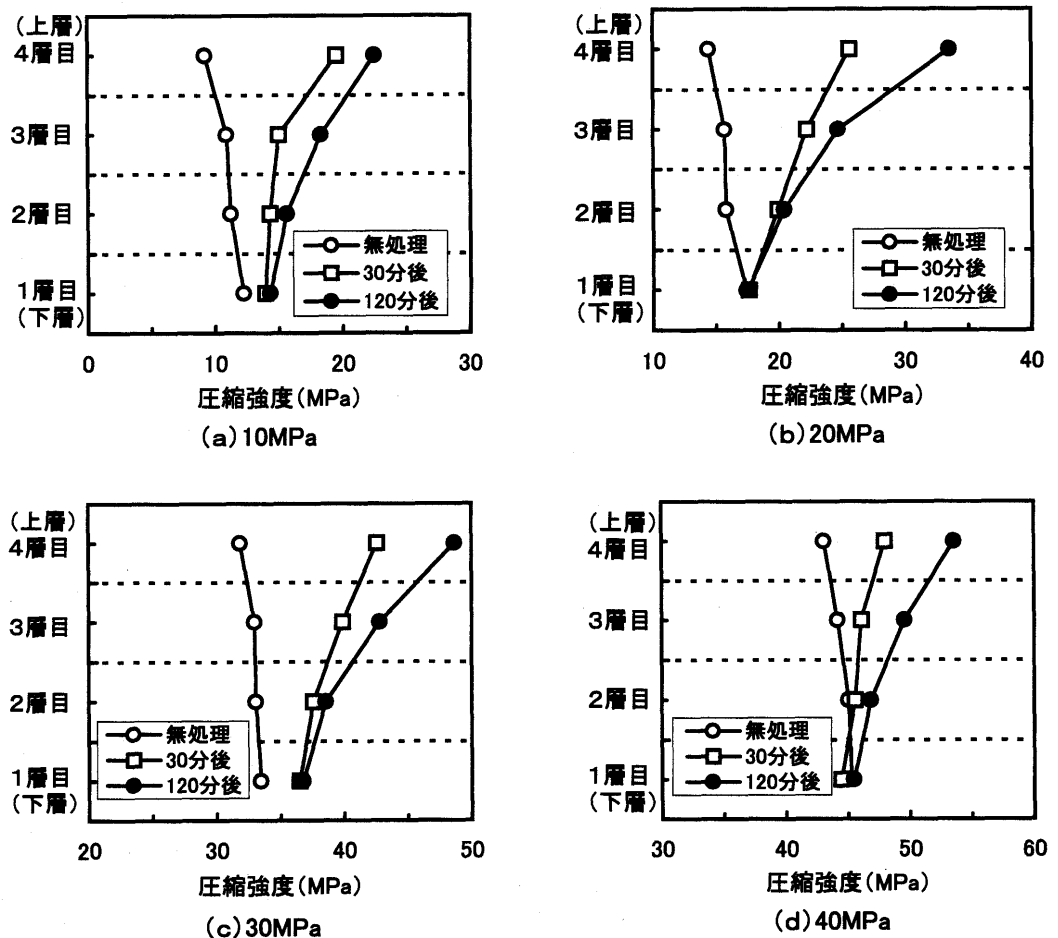 (上層)
4層目
3層目
2層目
1層目
(下層)
無処理
30分後
120分後
0 10 20 30
圧縮強度(MPa)
(a)10MPa
(上層)
4層目
3層目
2層目
1層目
(下層)
無処理
30分後
120分後
10 20 30 40
圧縮強度(MPa)
(b)20MPa
(上層)
4層目
3層目
2層目
1層目
(下層)
無処理
30分後
120分後
20 30 40 50
圧縮強度(MPa)
(c)30MPa
(上層)
4層目
3層目
2層目
1層目
(下層)
無処理
30分後
120分後
30 40 50 60
圧縮強度(MPa)
(d)40MPa